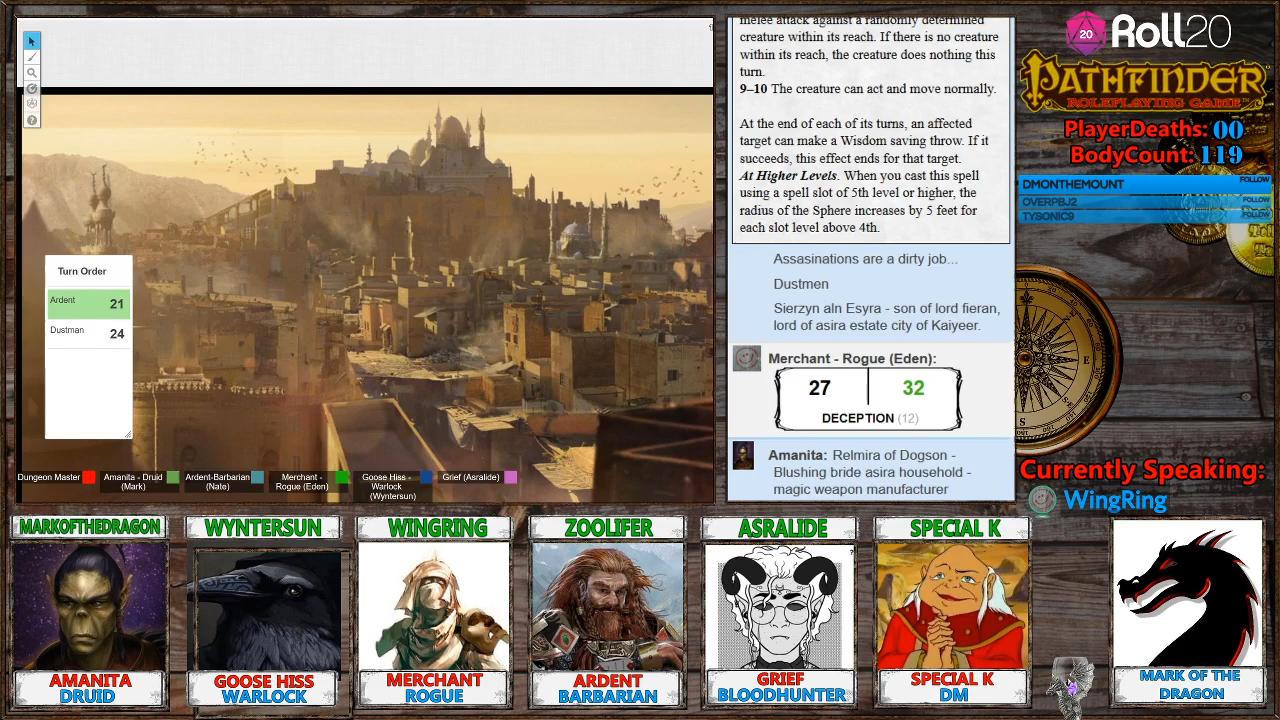 Turn Order
Ardent 21
Dustman 24
Dungeon Master
Amanita - Druid
(Mark)
Ardent-Barbarian
(Nate)
Merchant -
Rogue (Eden)
Goose Hiss -
Warlock
(Wyntersun)
Grief (Asralide)
melee attack against a randomly determined
creature within its reach. If there is no creature
within its reach, the creature does nothing this
turn.
9–10 The creature can act and move normally.
At the end of each of its turns, an affected
target can make a Wisdom saving throw. If it
succeeds, this effect ends for that target.
At Higher Levels. When you cast this spell
using a spell slot of 5th level or higher, the
radius of the Sphere increases by 5 feet for
each slot level above 4th.
Assasinations are a dirty job...
Dustmen
Sierzyn aln Esyra - son of lord fieran,
lord of asira estate city of Kaiyeer.
Merchant - Rogue (Eden):
27 32
DECEPTION (12)
Amanita: Relmira of Dogson -
Blushing bride asira household -
magic weapon manufacturer
20 Roll20
PATHFINDER
ROLEPLAYING GAME
PlayerDeaths: 00
BodyCount: 119
DMONTHEMOUNT FOLLOW
OVERPBJ2 FOLLOW
TYSONIC9 FOLLOW
Currently Speaking:
WingRing
MARKOFTHEDRAGON
AMANITA
DRUID
WYNTERSUN
GOOSE HISS
WARLOCK
WINGRING
MERCHANT
ROGUE
ZOOLIFER
ARDENT
BARBARIAN
ASRALIDE
GRIEF
BLOODHUNTER
SPECIAL K
SPECIAL K
DM
MARK OF THE
DRAGON